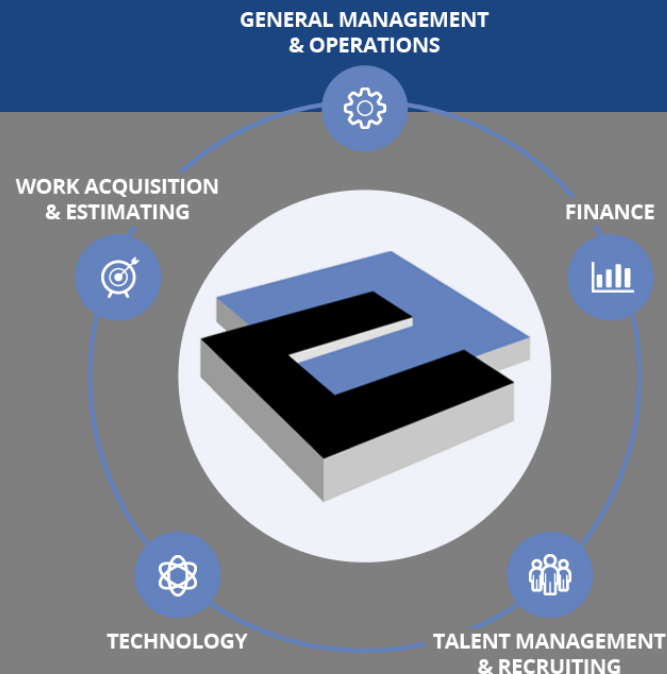 GENERAL MANAGEMENT
& OPERATIONS
WORK ACQUISITION
& ESTIMATING
FINANCE
TECHNOLOGY
TALENT MANAGEMENT
& RECRUITING